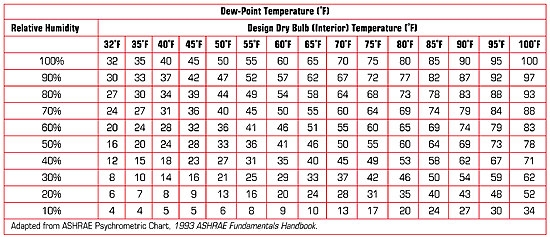 Dew-Point Temperature (°F)
Relative Humidity Design Dry Bulb (Interior) Temperature (°F)
32°F 35°F 40°F 45°F 50°F 55°F 60°F 65°F 70°F 75°F 80°F 85°F 90°F 95°F 100°F
100% 32 35 40 45 50 55 60 65 70 75 80 85 90 95 100
90% 30 33 37 42 47 52 57 62 67 72 77 82 87 92 97
80% 27 30 34 39 44 49 54 58 64 68 73 78 83 88 93
70% 24 27 31 36 40 45 50 55 60 64 69 74 79 84 88
60% 20 24 28 32 36 41 46 51 55 60 65 69 74 79 83
50% 16 20 24 28 33 36 41 46 50 55 60 64 69 73 78
40% 12 15 18 23 27 31 35 40 45 49 53 58 62 67 71
30% 8 10 14 16 21 25 29 33 37 42 46 50 54 59 62
20% 6 7 8 9 13 16 20 24 28 31 35 40 43 48 52
10% 4 4 5 5 6 8 9 10 13 17 20 24 27 30 34
Adapted from ASHRAE Psychrometric Chart, 1993 ASHRAE Fundamentals Handbook.